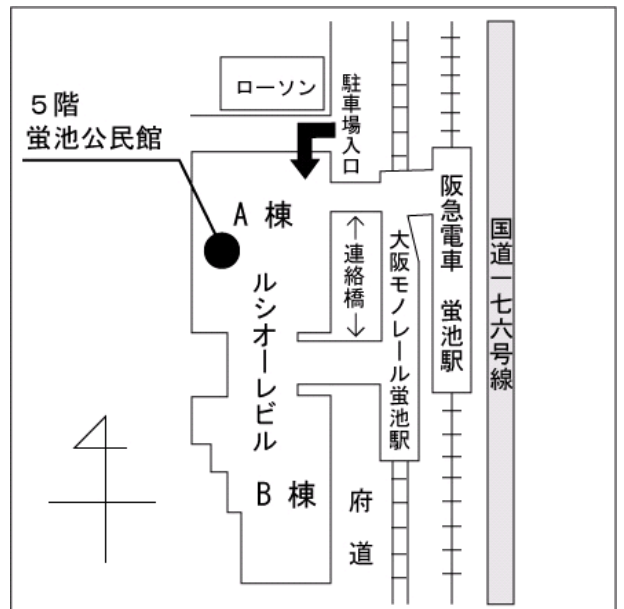 ローソン
5階
蛍池公民館
駐車場入口
A 棟
←連絡橋→
大阪モノレール蛍池駅
阪急電車 蛍池駅
国道一七六号線
ルシオーレビル
B 棟
府道